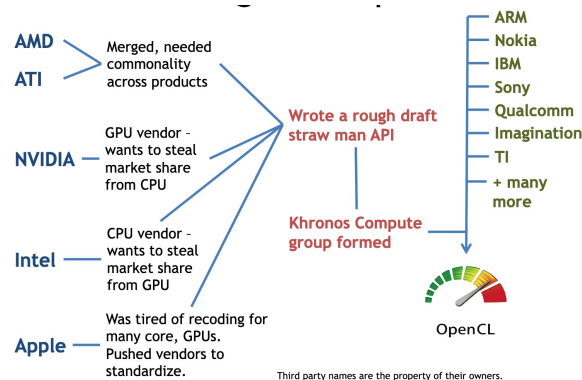 AMD
ATI
Merged, needed
commonality
across products
NVIDIA
GPU vendor –
wants to steal
market share
from CPU
Intel
CPU vendor –
wants to steal
market share
from GPU
Apple
Was tired of recoding for
many core, GPUs.
Pushed vendors to
standardize.
Wrote a rough draft
straw man API
Khronos Compute
group formed
ARM
Nokia
IBM
Sony
Qualcomm
Imagination
TI
+ many
more
OpenCL
Third party names are the property of their owners.